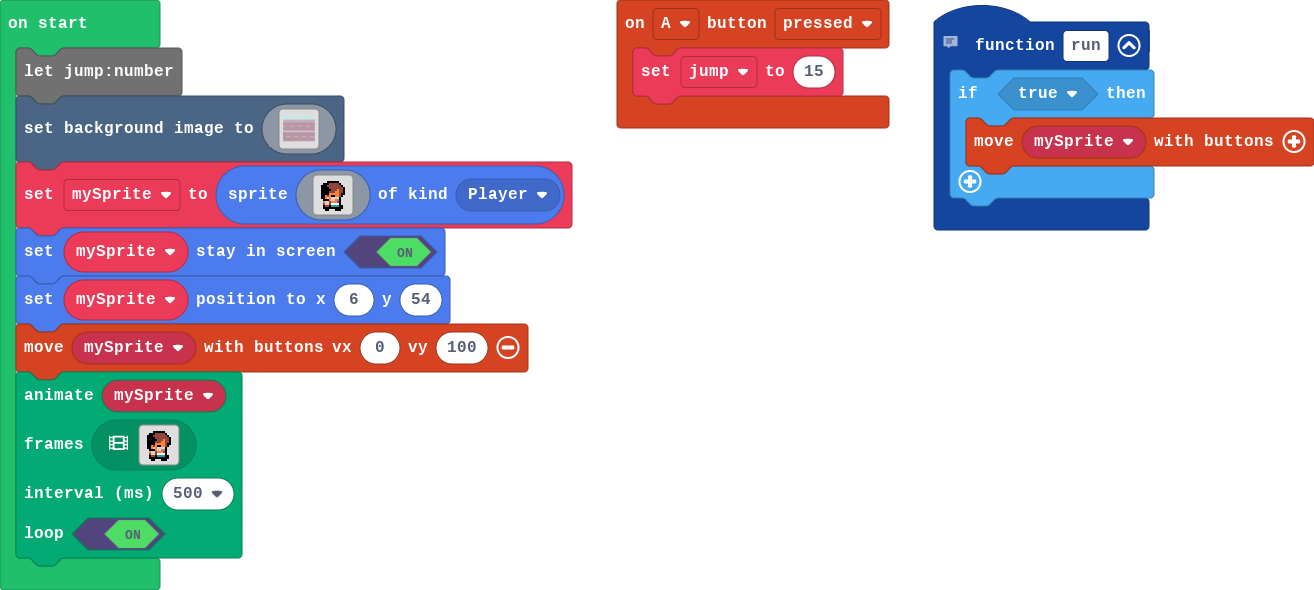 on start
let jump:number
set background image to
set mySprite to sprite of kind Player
set mySprite stay in screen ON
set mySprite position to x 6 y 54
move mySprite with buttons vx 0 vy 100
animate mySprite
frames
interval (ms) 500
loop ON
on A button pressed
set jump to 15
function run
if true then
move mySprite with buttons